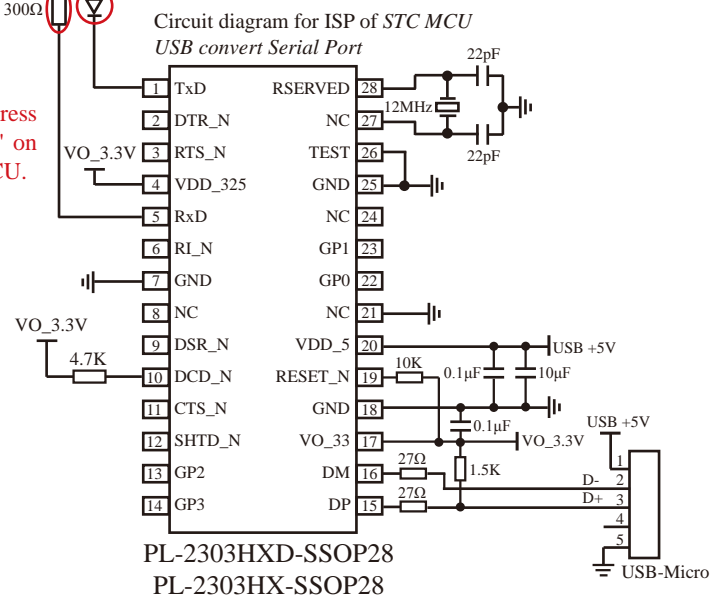 300Ω
Circuit diagram for ISP of STC MCU
USB convert Serial Port
" on
1 TxD
2 DTR_N
3 RTS_N
4 VDD_325
5 RxD
6 RI_N
7 GND
8 NC
9 DSR_N
10 DCD_N
11 CTS_N
12 SHTD_N
13 GP2
14 GP3
VO_3.3V
VO_3.3V
4.7K
RSERVED 28
NC 27
TEST 26
GND 25
NC 24
GP1 23
GP0 22
NC 21
VDD_5 20
RESET_N 19
GND 18
VO_33 17
DM 16
DP 15
22pF
12MHz
22pF
USB +5V
10K
0.1μF
10μF
0.1μF
VO_3.3V
27Ω
1.5K
27Ω
USB +5V
1
D- 2
D+ 3
4
5
USB-Micro
PL-2303HXD-SSOP28
PL-2303HX-SSOP28